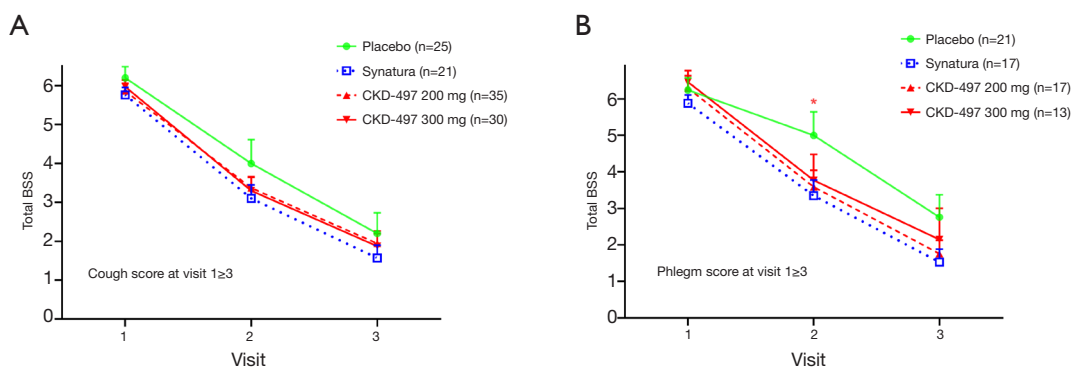 A
Placebo (n=25)
Synatura (n=21)
CKD-497 200 mg (n=35)
CKD-497 300 mg (n=30)
Total BSS
6
5
4
3
2
1
0
Cough score at visit 1≥3
1
2
3
Visit
B
Placebo (n=21)
Synatura (n=17)
CKD-497 200 mg (n=17)
CKD-497 300 mg (n=13)
Total BSS
6
5
4
3
2
1
0
*
Phlegm score at visit 1≥3
1
2
3
Visit